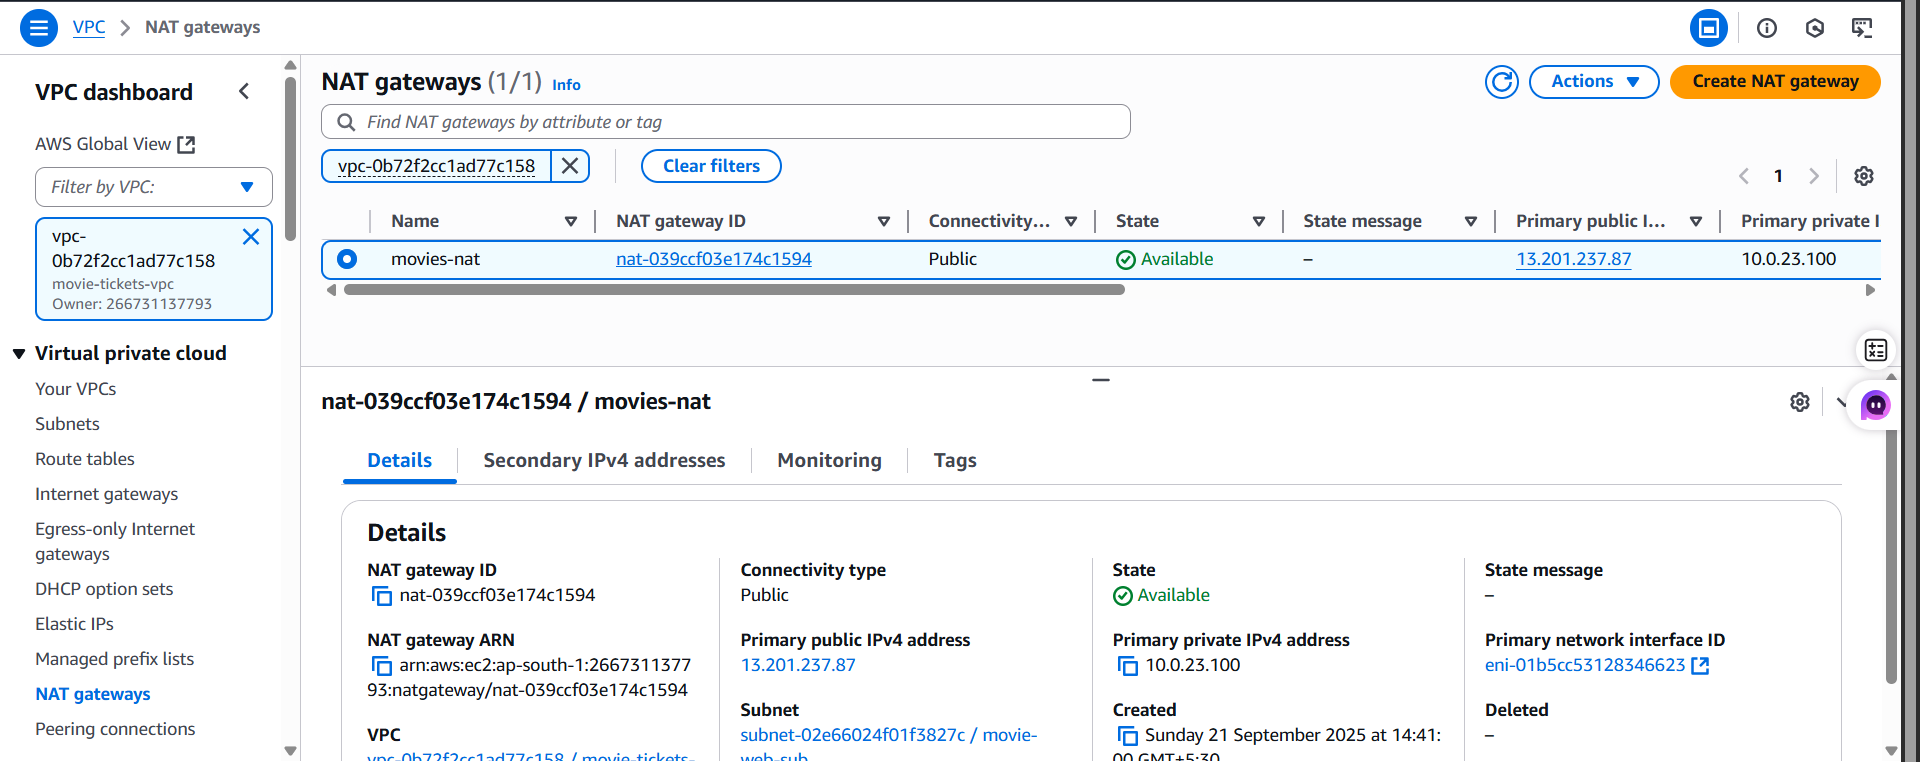 VPC > NAT gateways
VPC dashboard
AWS Global View
Filter by VPC:
vpc-
0b72f2cc1ad77c158
movie-tickets-vpc
Owner: 266731137793
Virtual private cloud
Your VPCs
Subnets
Route tables
Internet gateways
Egress-only Internet
gateways
DHCP option sets
Elastic IPs
Managed prefix lists
NAT gateways
Peering connections
NAT gateways (1/1) Info
Actions
Create NAT gateway
Find NAT gateways by attribute or tag
vpc-0b72f2cc1ad77c158
Clear filters
1
Name NAT gateway ID Connectivity... State State message Primary public I... Primary private I
movies-nat nat-039ccf03e174c1594 Public Available – 13.201.237.87 10.0.23.100
nat-039ccf03e174c1594 / movies-nat
Details Secondary IPv4 addresses Monitoring Tags
Details
NAT gateway ID
nat-039ccf03e174c1594
NAT gateway ARN
arn:aws:ec2:ap-south-1:2667311377
93:natgateway/nat-039ccf03e174c1594
VPC
vpc-0b72f2cc1ad77c158 / movie-tickets-
Connectivity type
Public
Primary public IPv4 address
13.201.237.87
Subnet
subnet-02e66024f01f3827c / movie-
web-sub
State
Available
Primary private IPv4 address
10.0.23.100
Created
Sunday 21 September 2025 at 14:41:
00 GMT+5:30
State message
–
Primary network interface ID
eni-01b5cc53128346623
Deleted
–